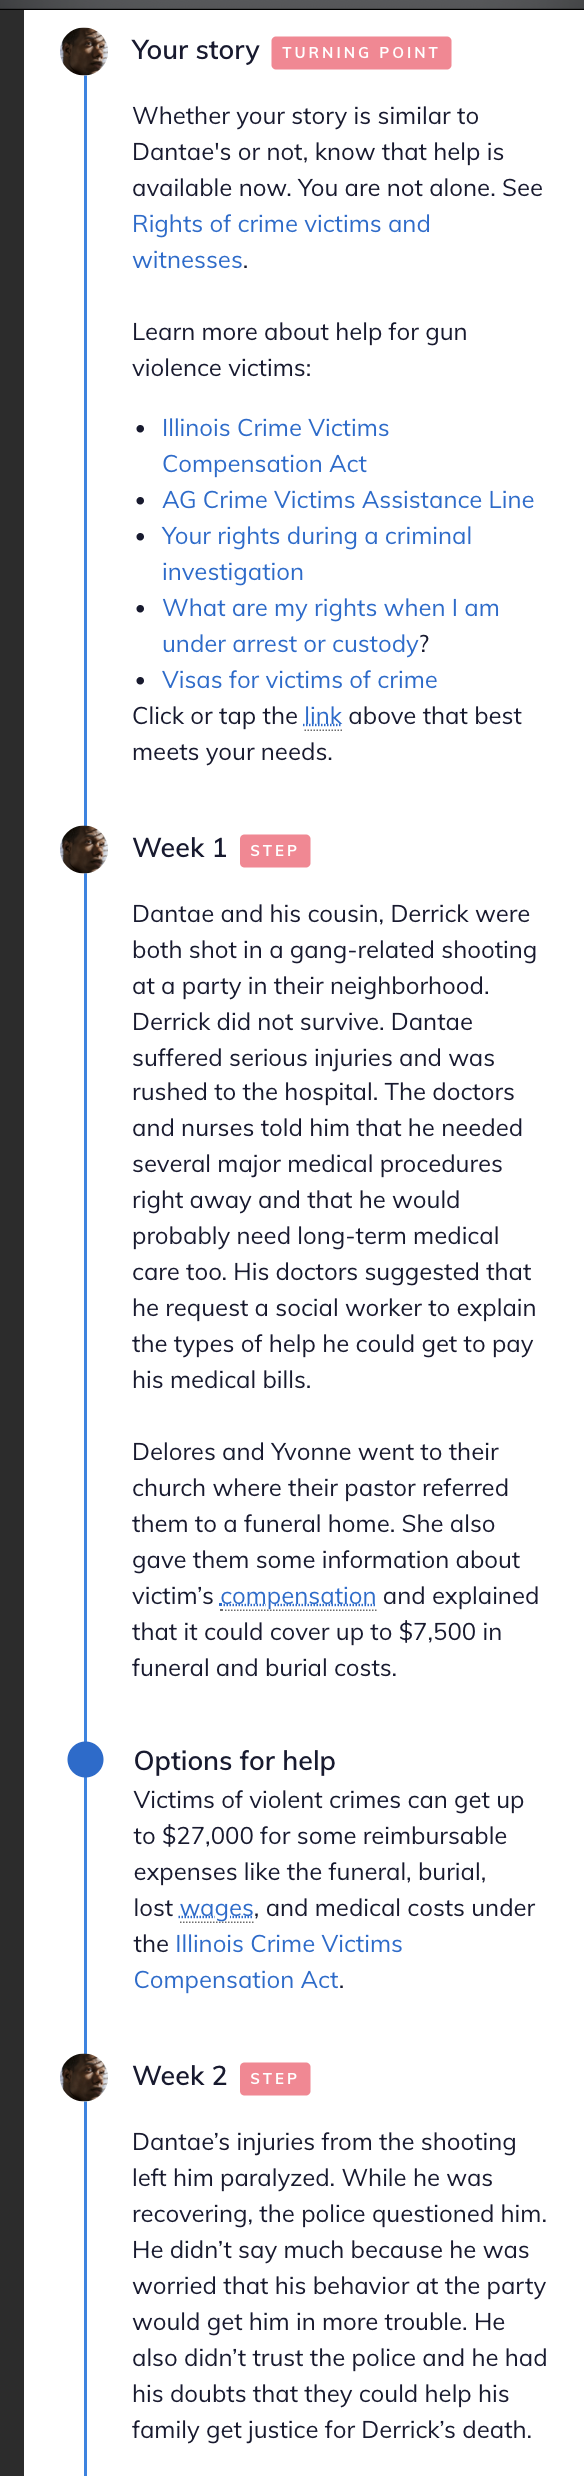 Your story TURNING POINT
Whether your story is similar to
Dantae's or not, know that help is
available now. You are not alone. See
Rights of crime victims and
witnesses.
Learn more about help for gun
violence victims:
• Illinois Crime Victims
Compensation Act
• AG Crime Victims Assistance Line
• Your rights during a criminal
investigation
• What are my rights when I am
under arrest or custody?
• Visas for victims of crime
Click or tap the link above that best
meets your needs.
Week 1 STEP
Dantae and his cousin, Derrick were
both shot in a gang-related shooting
at a party in their neighborhood.
Derrick did not survive. Dantae
suffered serious injuries and was
rushed to the hospital. The doctors
and nurses told him that he needed
several major medical procedures
right away and that he would
probably need long-term medical
care too. His doctors suggested that
he request a social worker to explain
the types of help he could get to pay
his medical bills.
Delores and Yvonne went to their
church where their pastor referred
them to a funeral home. She also
gave them some information about
victim’s compensation and explained
that it could cover up to $7,500 in
funeral and burial costs.
Options for help
Victims of violent crimes can get up
to $27,000 for some reimbursable
expenses like the funeral, burial,
lost wages, and medical costs under
the Illinois Crime Victims
Compensation Act.
Week 2 STEP
Dantae’s injuries from the shooting
left him paralyzed. While he was
recovering, the police questioned him.
He didn’t say much because he was
worried that his behavior at the party
would get him in more trouble. He
also didn’t trust the police and he had
his doubts that they could help his
family get justice for Derrick’s death.